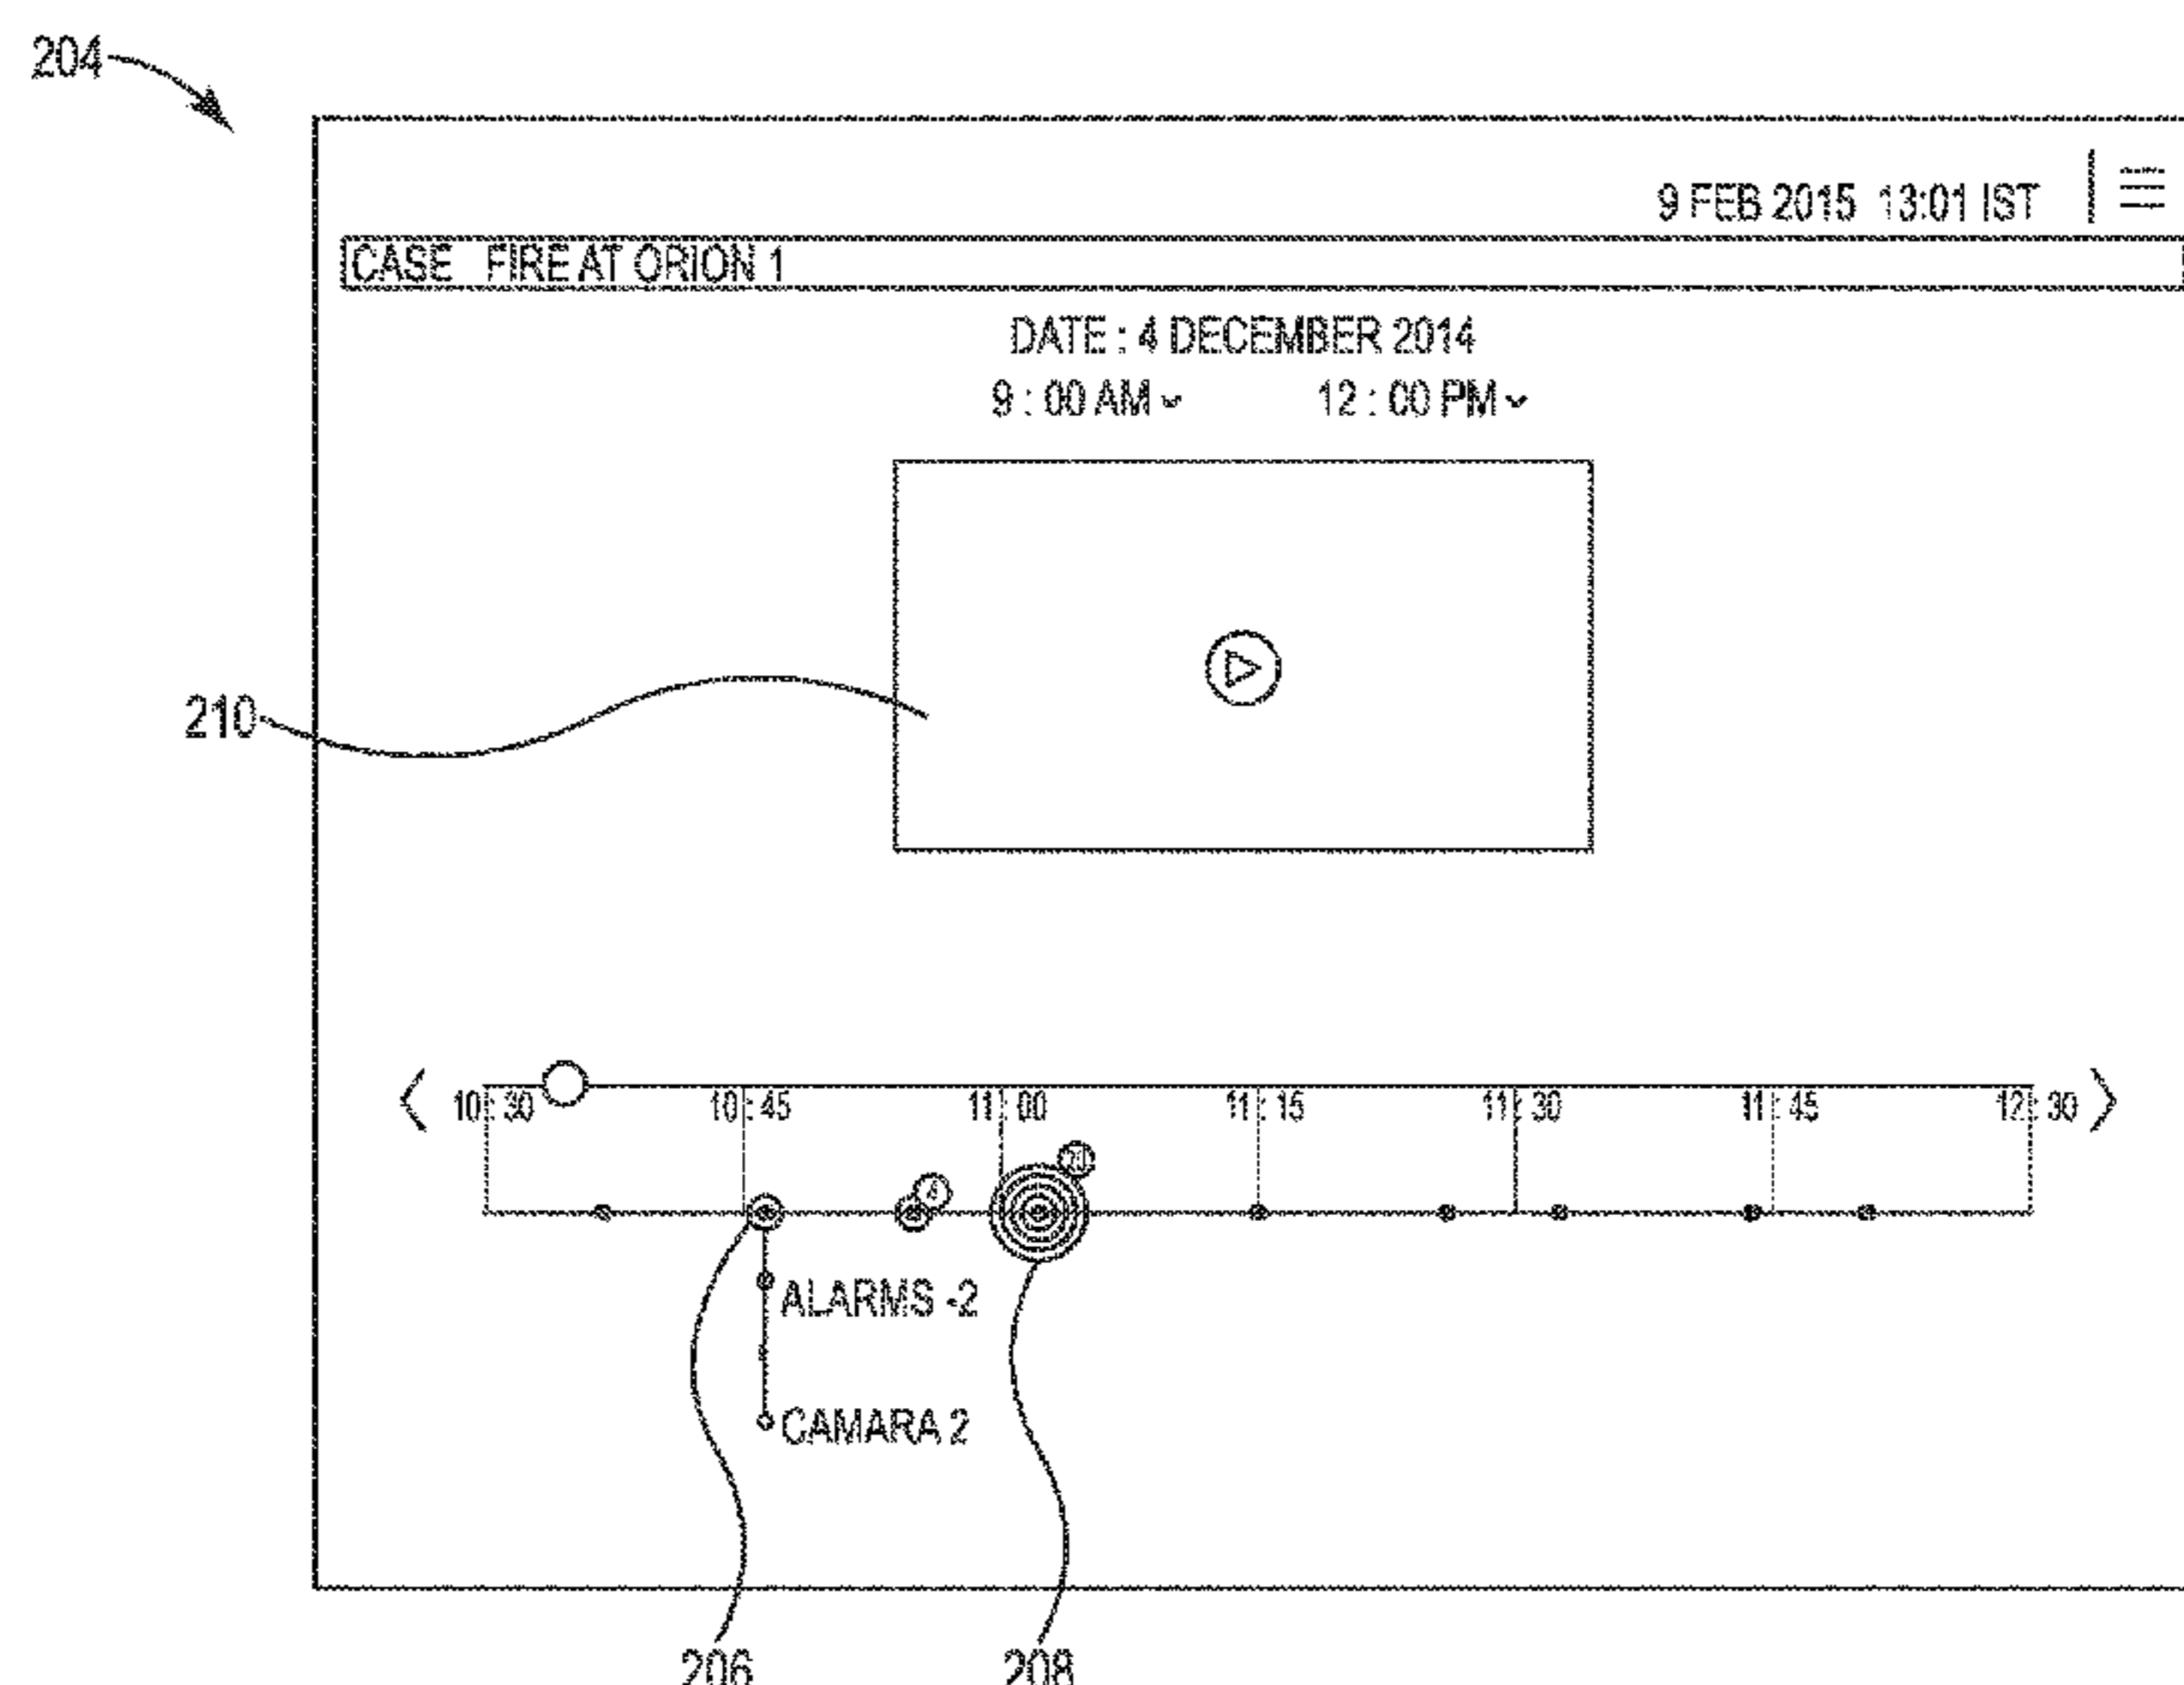 204
9 FEB 2015 13:01 IST
CASE FIRE AT ORION 1
DATE : 4 DECEMBER 2014
9 : 00 AM 12 : 00 PM
210
10 : 30 10 : 45 11 : 00 11 : 15 11 : 30 11 : 45 12 : 30
4
ALARMS -2
CAMARA 2
206 208